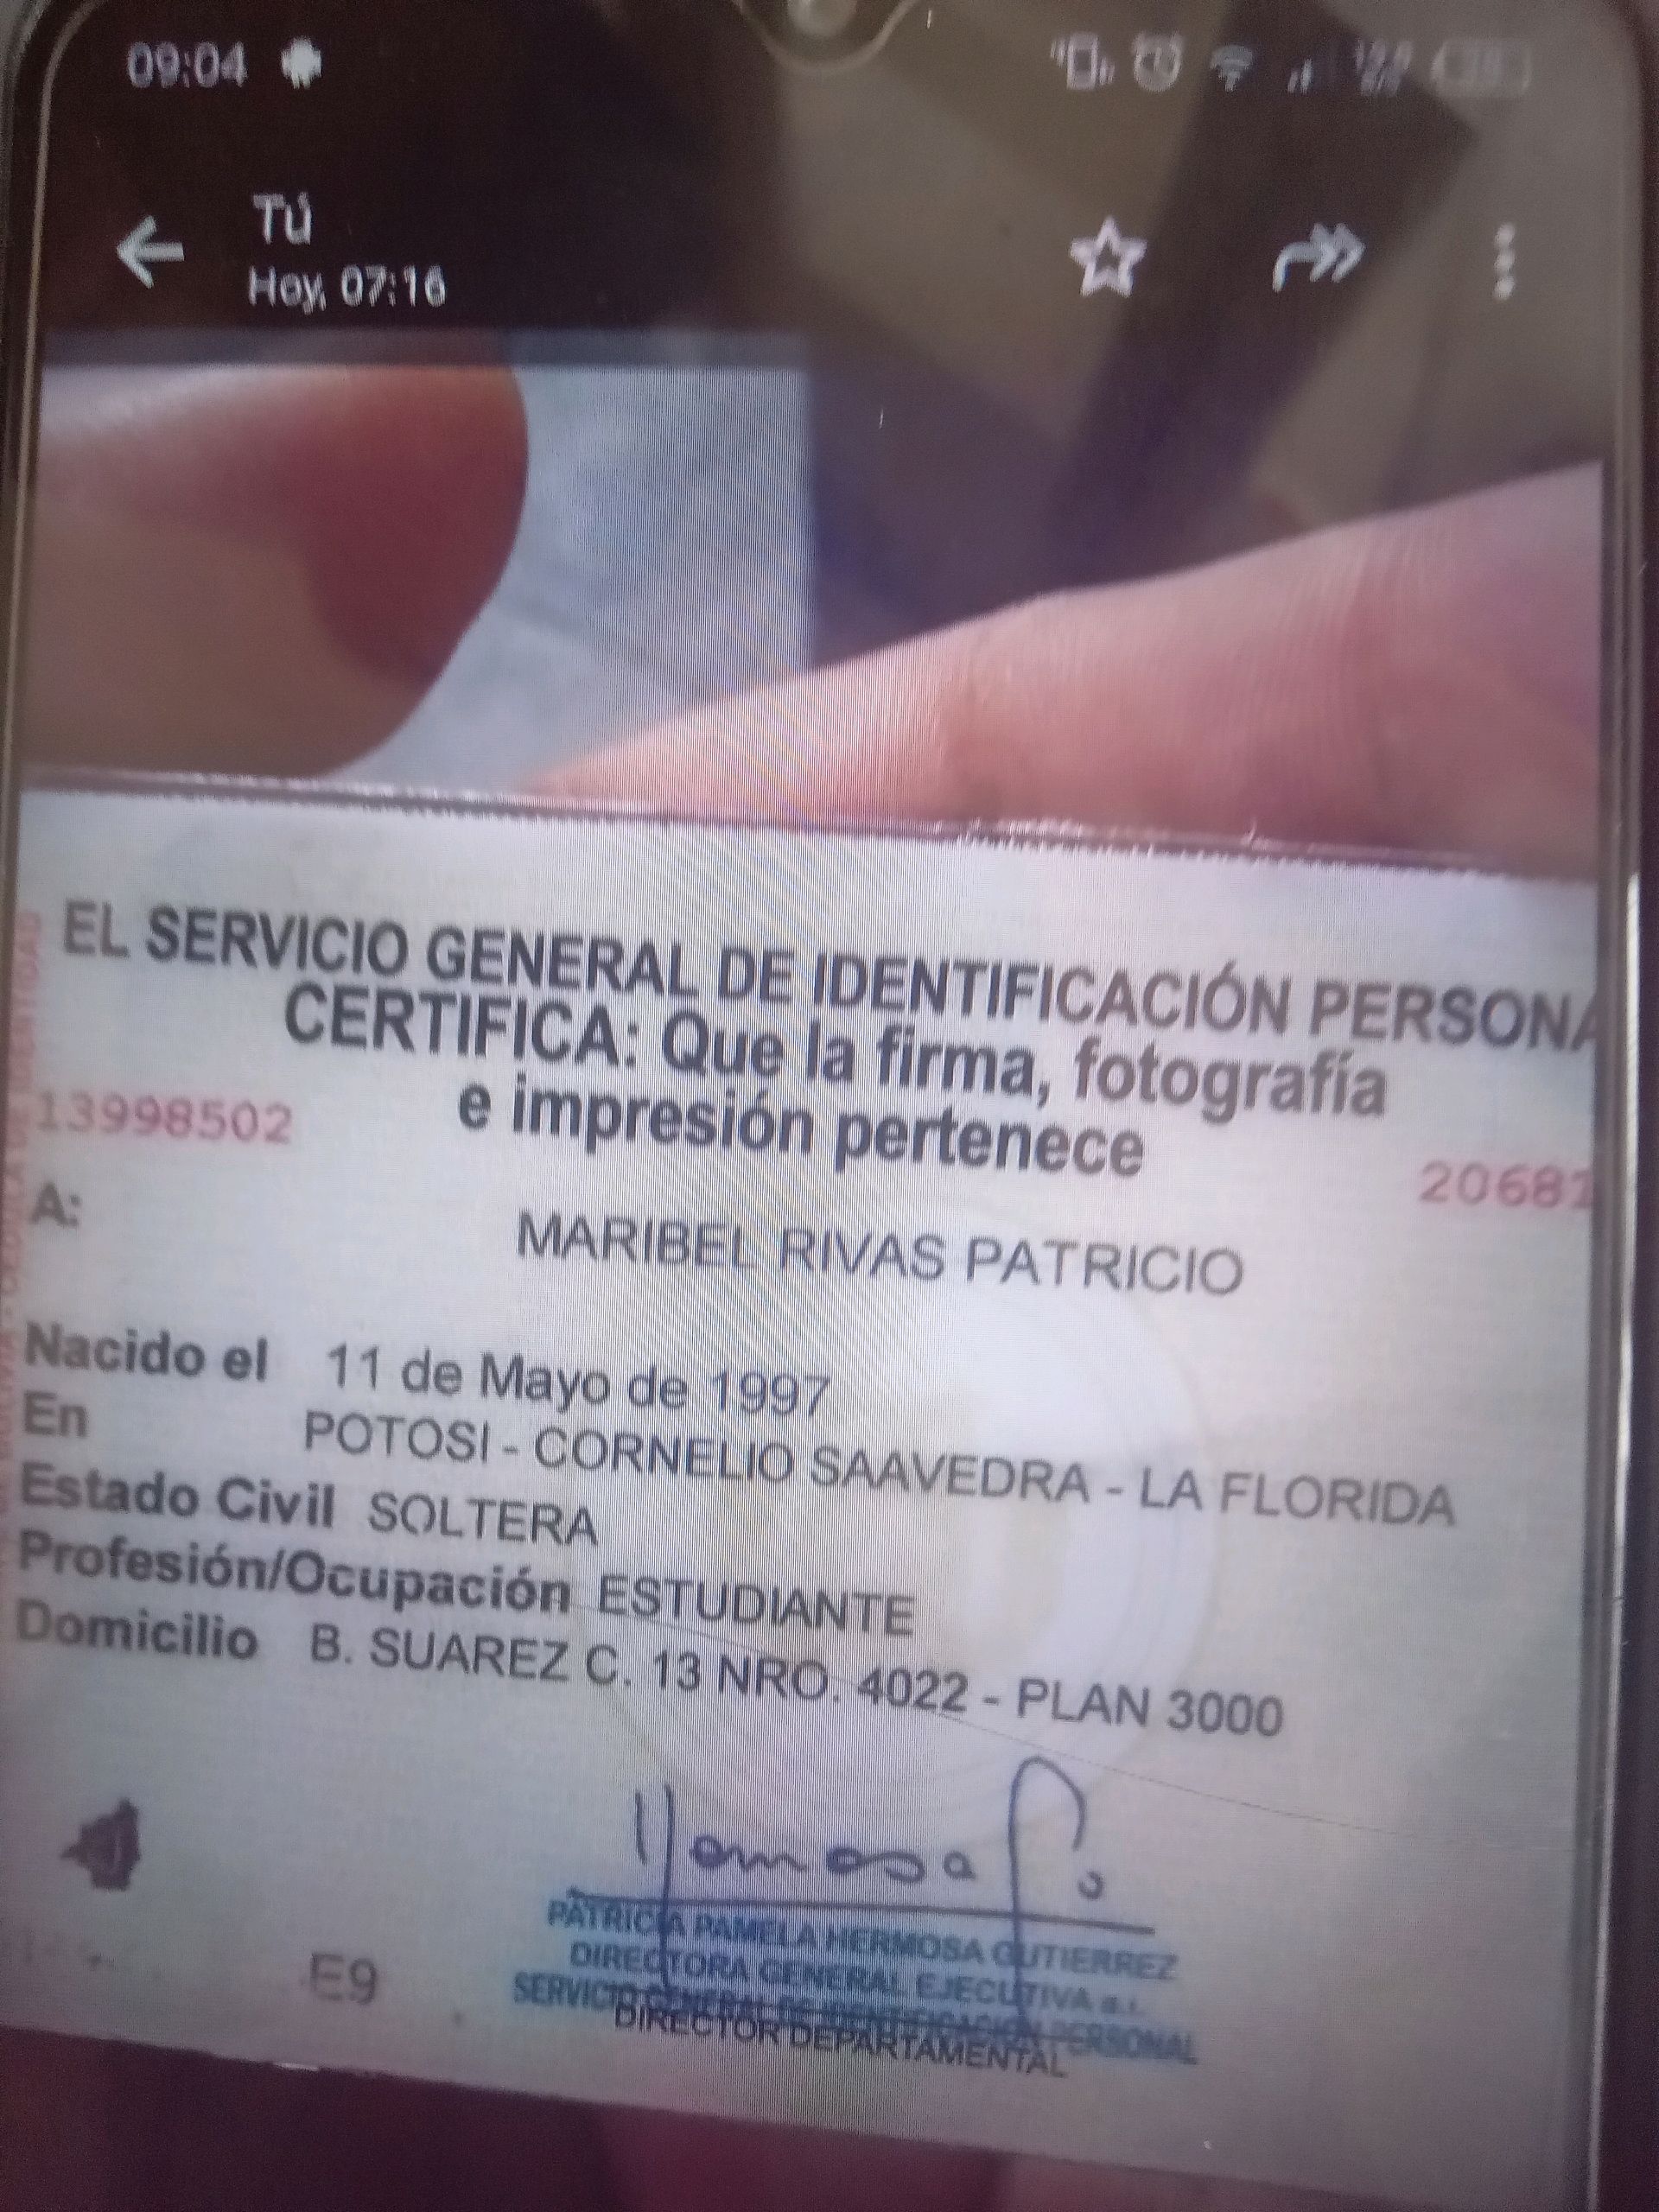 09:04
Tú
Hoy, 07:16
EL SERVICIO GENERAL DE IDENTIFICACIÓN PERSONA
CERTIFICA: Que la firma, fotografía
e impresión pertenece
13998502
20681
A:
MARIBEL RIVAS PATRICIO
Nacido el 11 de Mayo de 1997
En POTOSI - CORNELIO SAAVEDRA - LA FLORIDA
Estado Civil SOLTERA
Profesión/Ocupación ESTUDIANTE
Domicilio B. SUAREZ C. 13 NRO. 4022 - PLAN 3000
PATRICIA PAMELA HERMOSA GUTIERREZ
DIRECTORA GENERAL EJECUTIVA a.i.
SERVICIO GENERAL DE IDENTIFICACIÓN PERSONAL
DIRECTOR DEPARTAMENTAL
E9